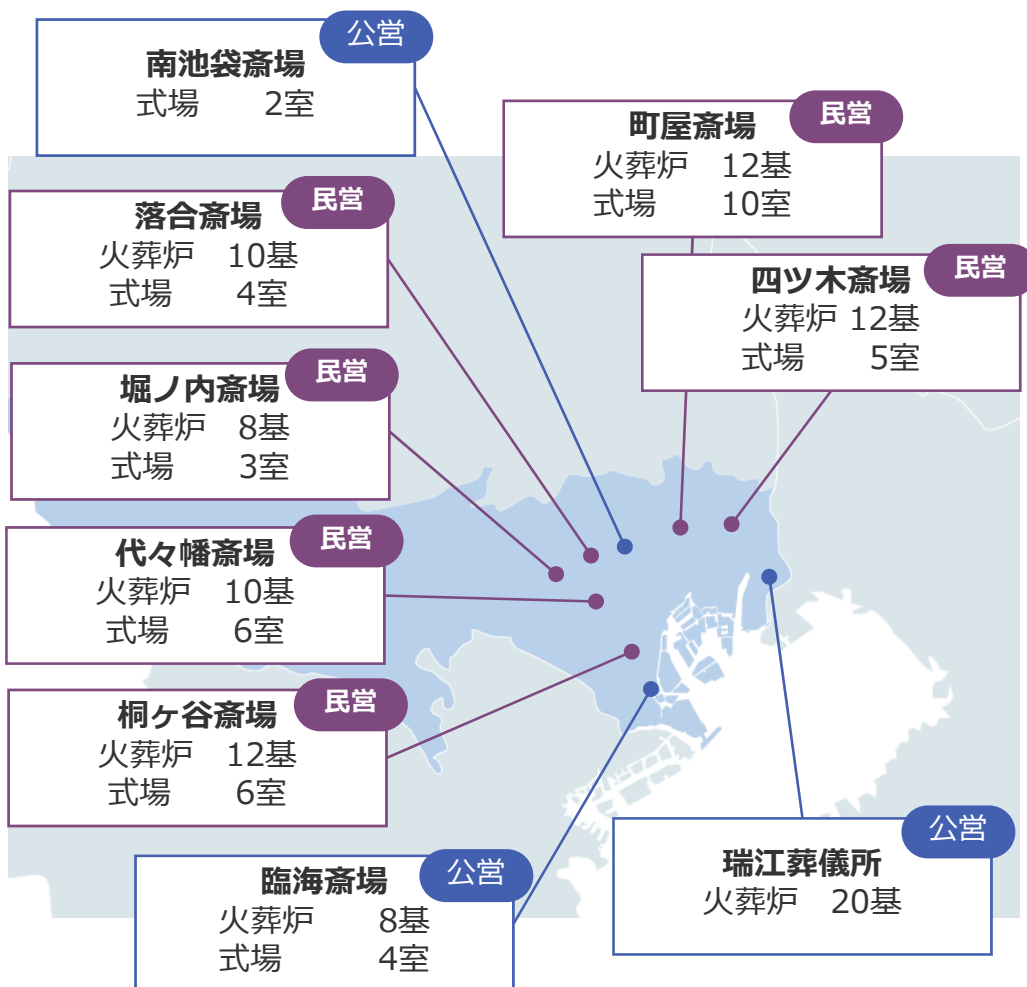 公営
南池袋斎場
式場 2室
民営
町屋斎場
火葬炉 12基
式場 10室
民営
落合斎場
火葬炉 10基
式場 4室
民営
四ツ木斎場
火葬炉 12基
式場 5室
民営
堀ノ内斎場
火葬炉 8基
式場 3室
民営
代々幡斎場
火葬炉 10基
式場 6室
民営
桐ヶ谷斎場
火葬炉 12基
式場 6室
公営
瑞江葬儀所
火葬炉 20基
公営
臨海斎場
火葬炉 8基
式場 4室